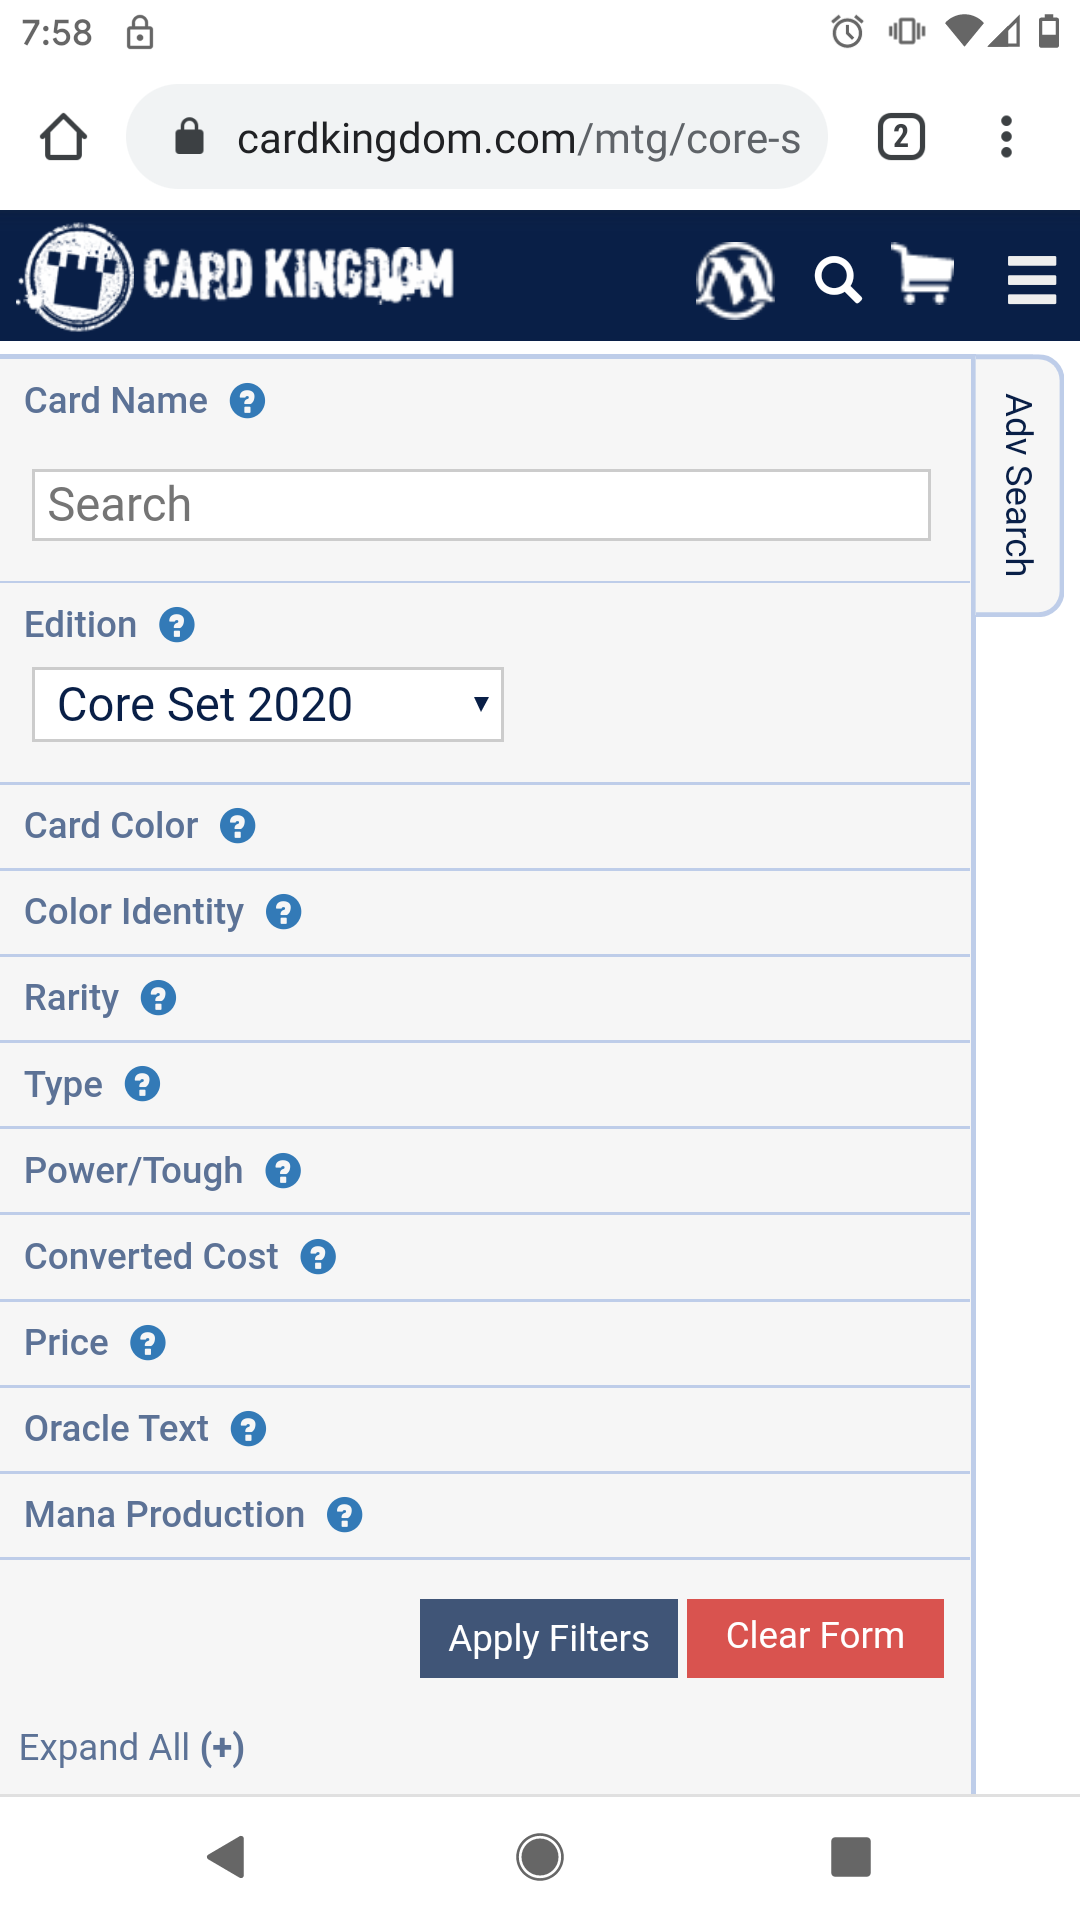 7:58
cardkingdom.com/mtg/core-s
2
CARD KINGDOM
M
Card Name ?
Adv Search
Search
Edition ?
Core Set 2020
Card Color ?
Color Identity ?
Rarity ?
Type ?
Power/Tough ?
Converted Cost ?
Price ?
Oracle Text ?
Mana Production ?
Apply Filters
Clear Form
Expand All (+)